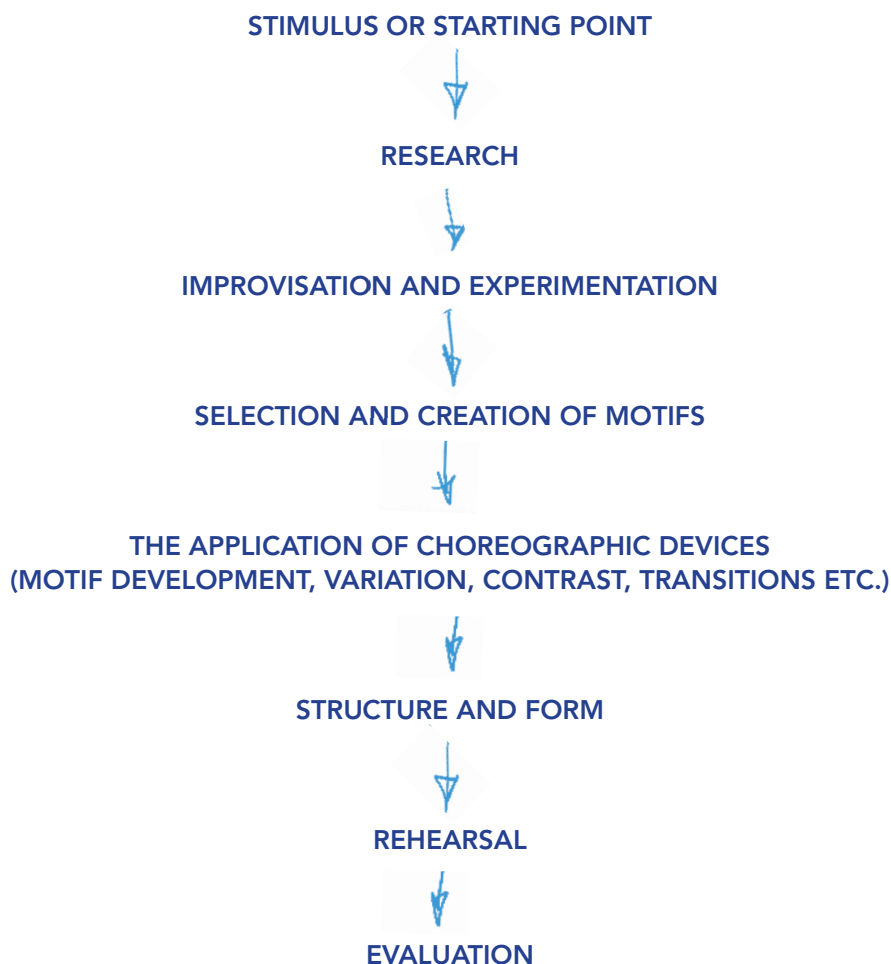 STIMULUS OR STARTING POINT
RESEARCH
IMPROVISATION AND EXPERIMENTATION
SELECTION AND CREATION OF MOTIFS
THE APPLICATION OF CHOREOGRAPHIC DEVICES
(MOTIF DEVELOPMENT, VARIATION, CONTRAST, TRANSITIONS ETC.)
STRUCTURE AND FORM
REHEARSAL
EVALUATION